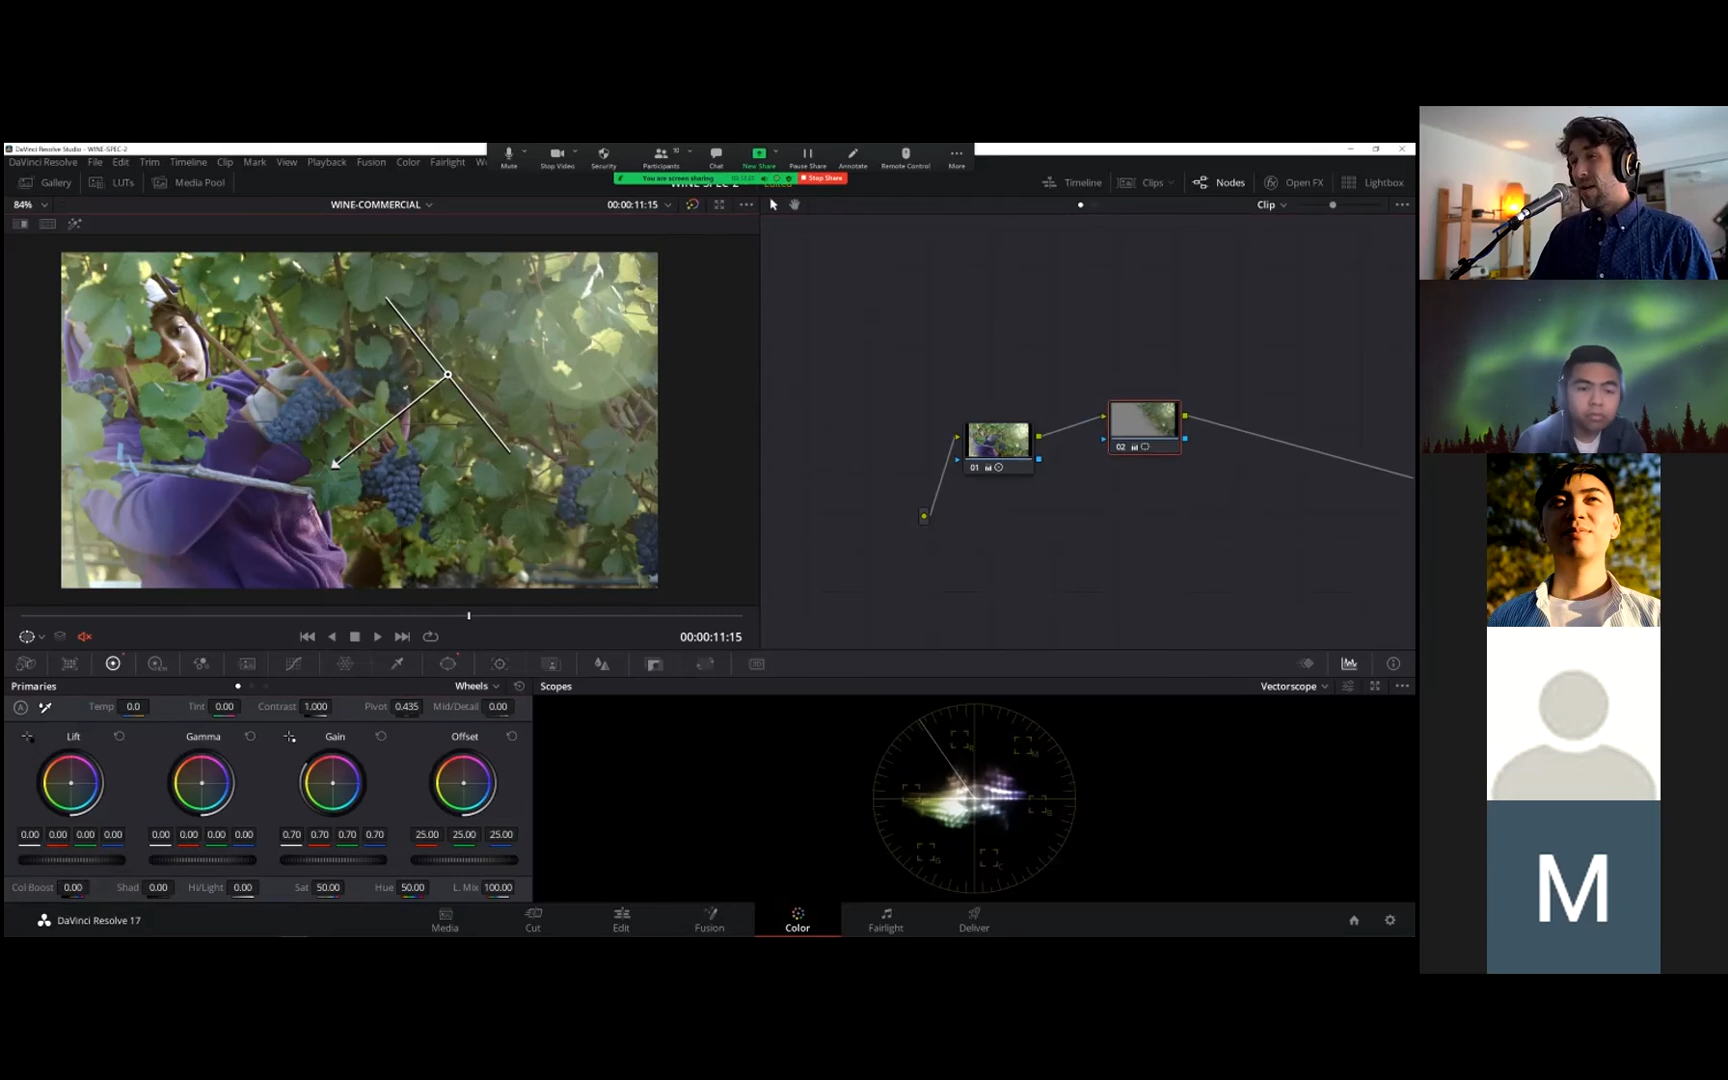 DaVinci Resolve Studio - WINE-SPEC-2
DaVinci Resolve File Edit Trim Timeline Clip Mark View Playback Fusion Color Fairlight
Mute Stop Video Security Participants 10 Chat New Share Pause Share Annotate Remote Control More
You are screen sharing Stop Share
Gallery LUTs Media Pool Timeline Clips Nodes Open FX Lightbox
84% WINE-COMMERCIAL 00:00:11:15 Clip
01
02
00:00:11:15
Primaries Wheels Scopes Vectorscope
A Temp 0.0 Tint 0.00 Contrast 1.000 Pivot 0.435 Mid/Detail 0.00
Lift Gamma Gain Offset
0.00 0.00 0.00 0.00 0.00 0.00 0.00 0.00 0.70 0.70 0.70 0.70 25.00 25.00 25.00
Col Boost 0.00 Shad 0.00 Hi/Light 0.00 Sat 50.00 Hue 50.00 L. Mix 100.00
DaVinci Resolve 17 Media Cut Edit Fusion Color Fairlight Deliver
M